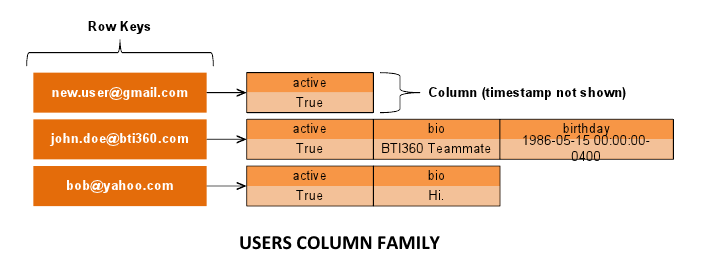 Row Keys
new.user@gmail.com
active
True
Column (timestamp not shown)
john.doe@bti360.com
active
bio
birthday
True
BTI360 Teammate
1986-05-15 00:00:00-
0400
bob@yahoo.com
active
bio
True
Hi.
USERS COLUMN FAMILY